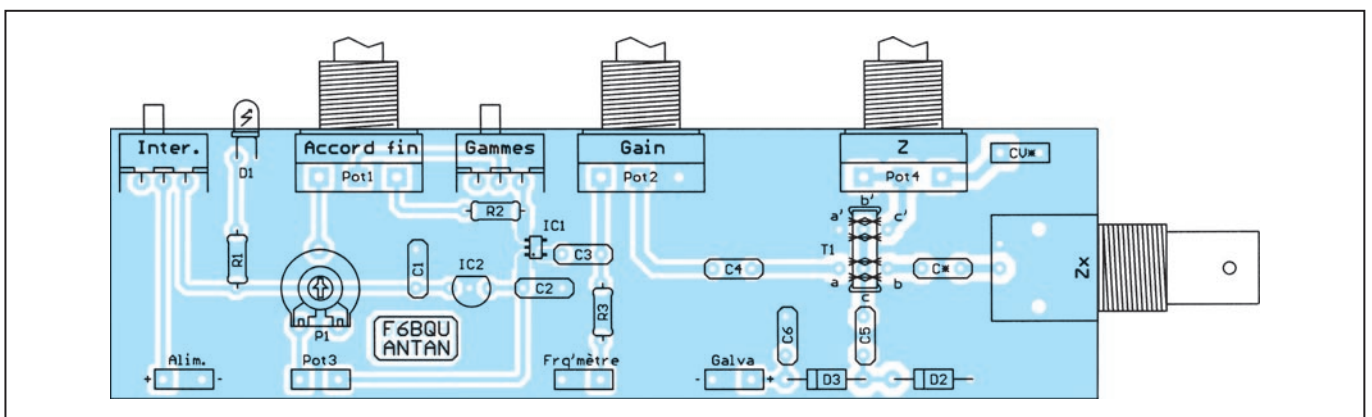 Inter.
D1
Accord fin
Pot1
Gammes
Gain
Pot2
Z
Pot4
CV*
R2
IC1
b'
a'
c'
T1
R1
C1
IC2
C3
C2
C4
C*
Zx
a
b
c
P1
F6BQU
ANTAN
R3
C6
C5
Alim.
+
-
Pot3
Frq'mètre
Galva
-
+
D3
D2